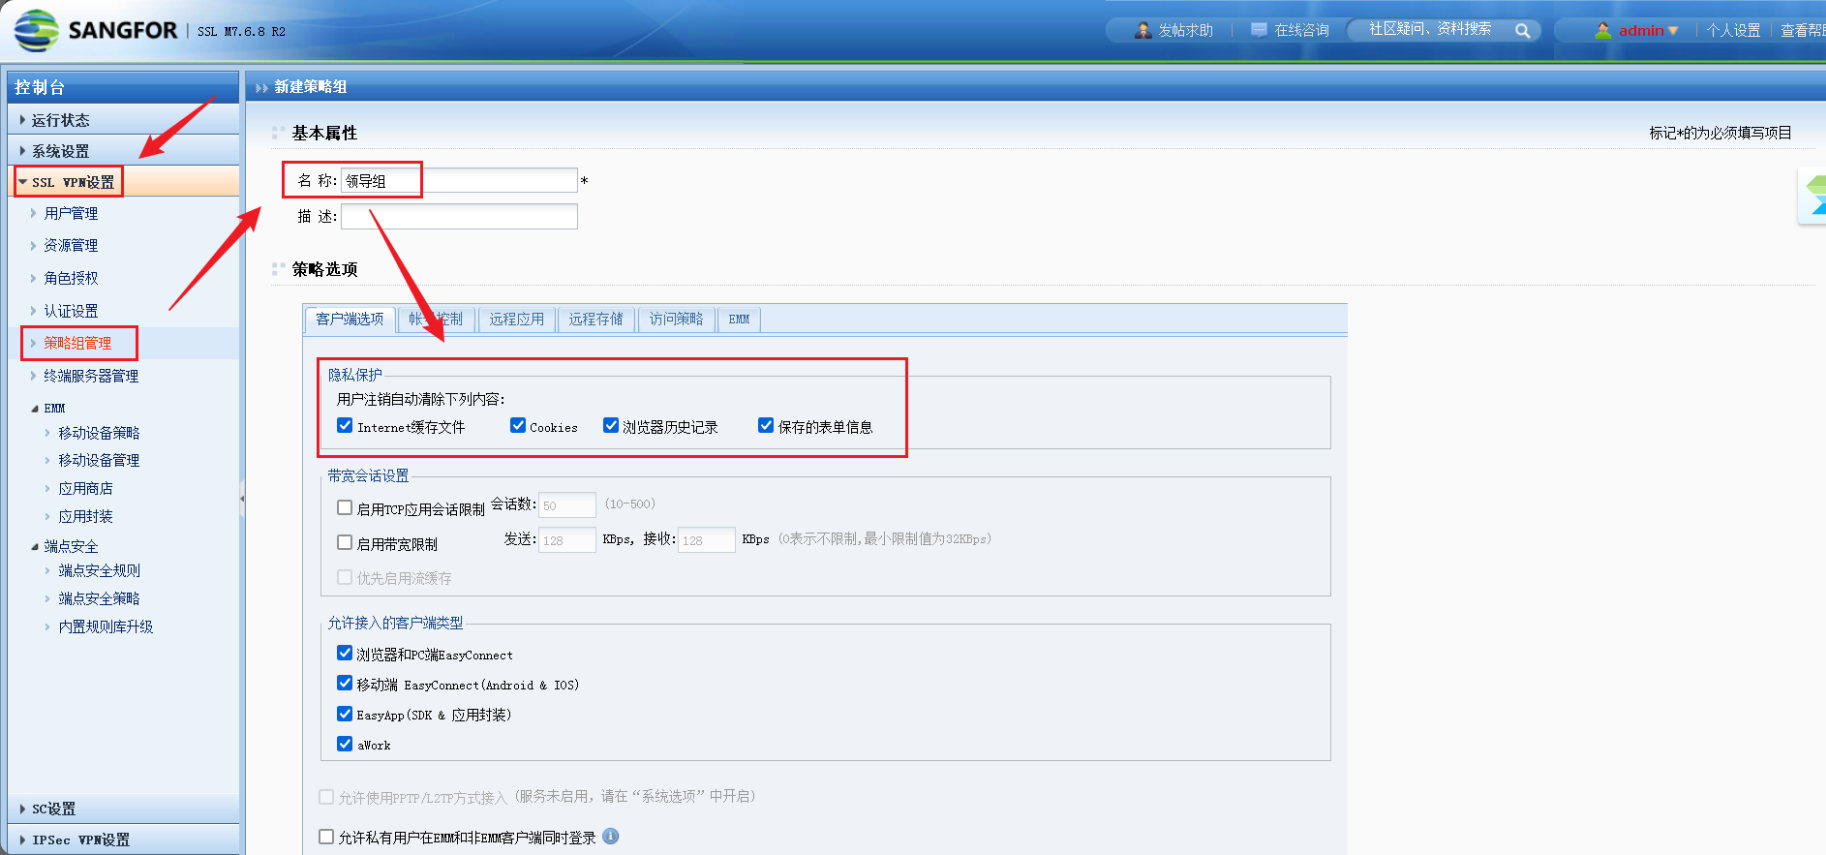 SANGFOR | SSL M7.6.8 R2
发帖求助
在线咨询
社区疑问、资料搜索
admin
个人设置
查看帮
控制台
运行状态
系统设置
SSL VPN设置
用户管理
资源管理
角色授权
认证设置
策略组管理
终端服务器管理
EMM
移动设备策略
移动设备管理
应用商店
应用封装
端点安全
端点安全规则
端点安全策略
内置规则库升级
SC设置
IPSec VPN设置
新建策略组
基本属性
标记*的为必须填写项目
名 称: 领导组 *
描 述:
策略选项
客户端选项 帐 控制 远程应用 远程存储 访问策略 EMM
隐私保护
用户注销自动清除下列内容:
Internet缓存文件 Cookies 浏览器历史记录 保存的表单信息
带宽会话设置
启用TCP应用会话限制 会话数: 50 (10-500)
启用带宽限制 发送: 128 KBps, 接收: 128 KBps (0表示不限制,最小限制值为32KBps)
优先启用流缓存
允许接入的客户端类型
浏览器和PC端EasyConnect
移动端 EasyConnect(Android & IOS)
EasyApp(SDK & 应用封装)
aWork
允许使用PPTP/L2TP方式接入 (服务未启用, 请在“系统选项”中开启)
允许私有用户在EMM和非EMM客户端同时登录